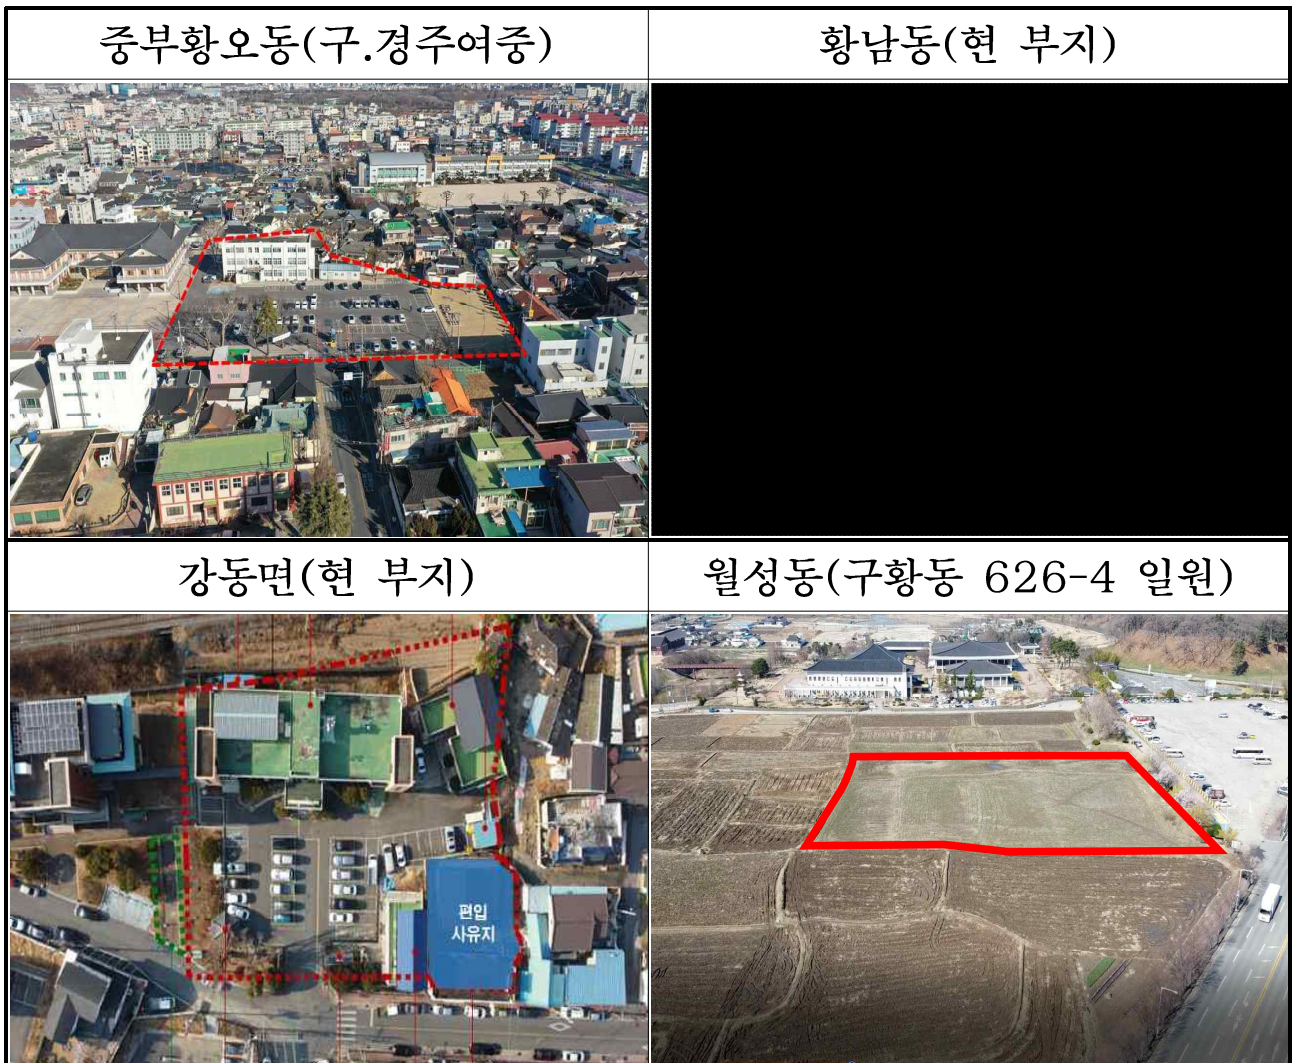 중부황오동(구.경주여중)
황남동(현 부지)
강동면(현 부지)
월성동(구황동 626-4 일원)
편입
사유지